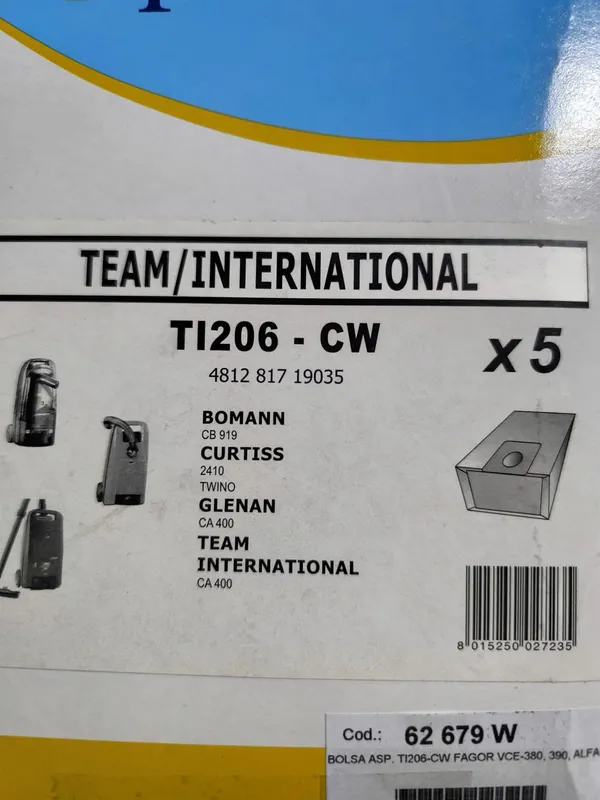 TEAM/INTERNATIONAL
TI206 - CW
x5
4812 817 19035
BOMANN
CB 919
CURTISS
2410
TWINO
GLENAN
CA 400
TEAM
INTERNATIONAL
CA 400
8 015250 027235
Cod.: 62 679 W
BOLSA ASP. TI206-CW FAGOR VCE-380, 390, ALFA